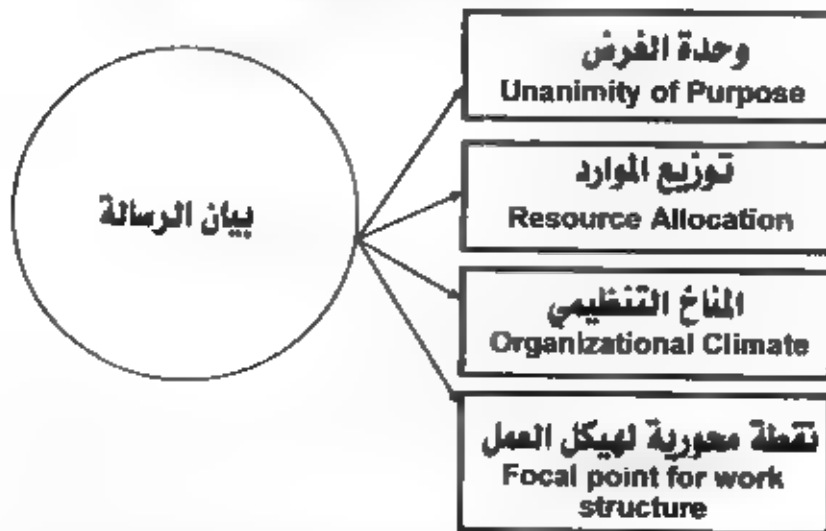 بيان الرسالة
وحدة الغرض
Unanimity of Purpose
توزيع الموارد
Resource Allocation
المناخ التنظيمي
Organizational Climate
نقطة محورية لهيكل العمل
Focal point for work
structure